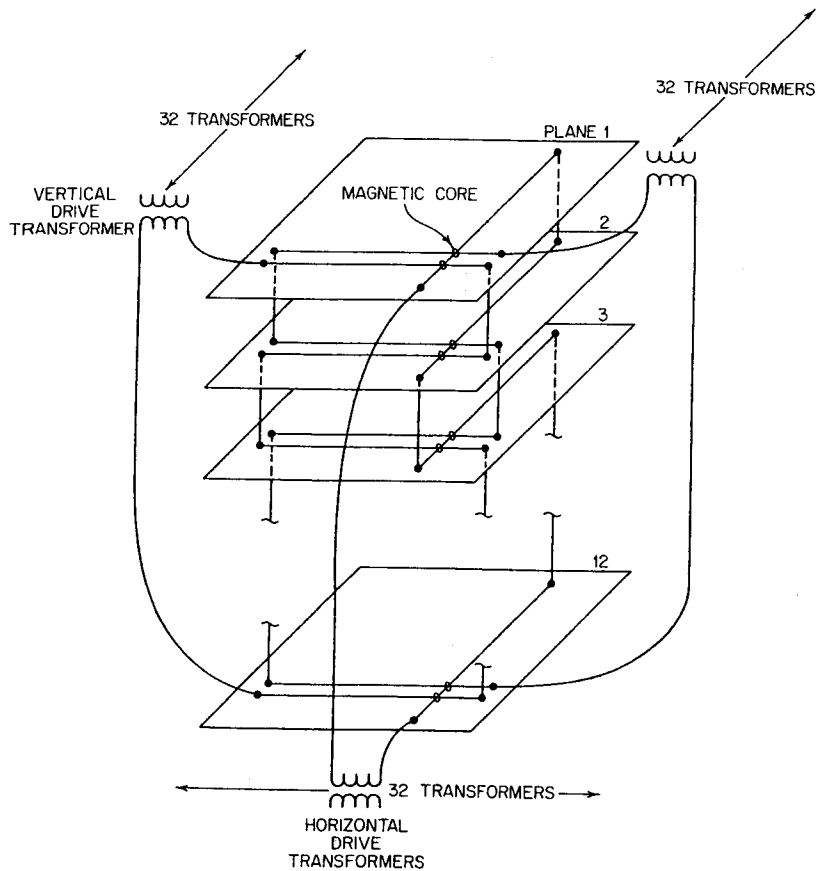 32 TRANSFORMERS
32 TRANSFORMERS
PLANE 1
VERTICAL
DRIVE
TRANSFORMER
MAGNETIC CORE
2
3
12
32 TRANSFORMERS
HORIZONTAL
DRIVE
TRANSFORMERS